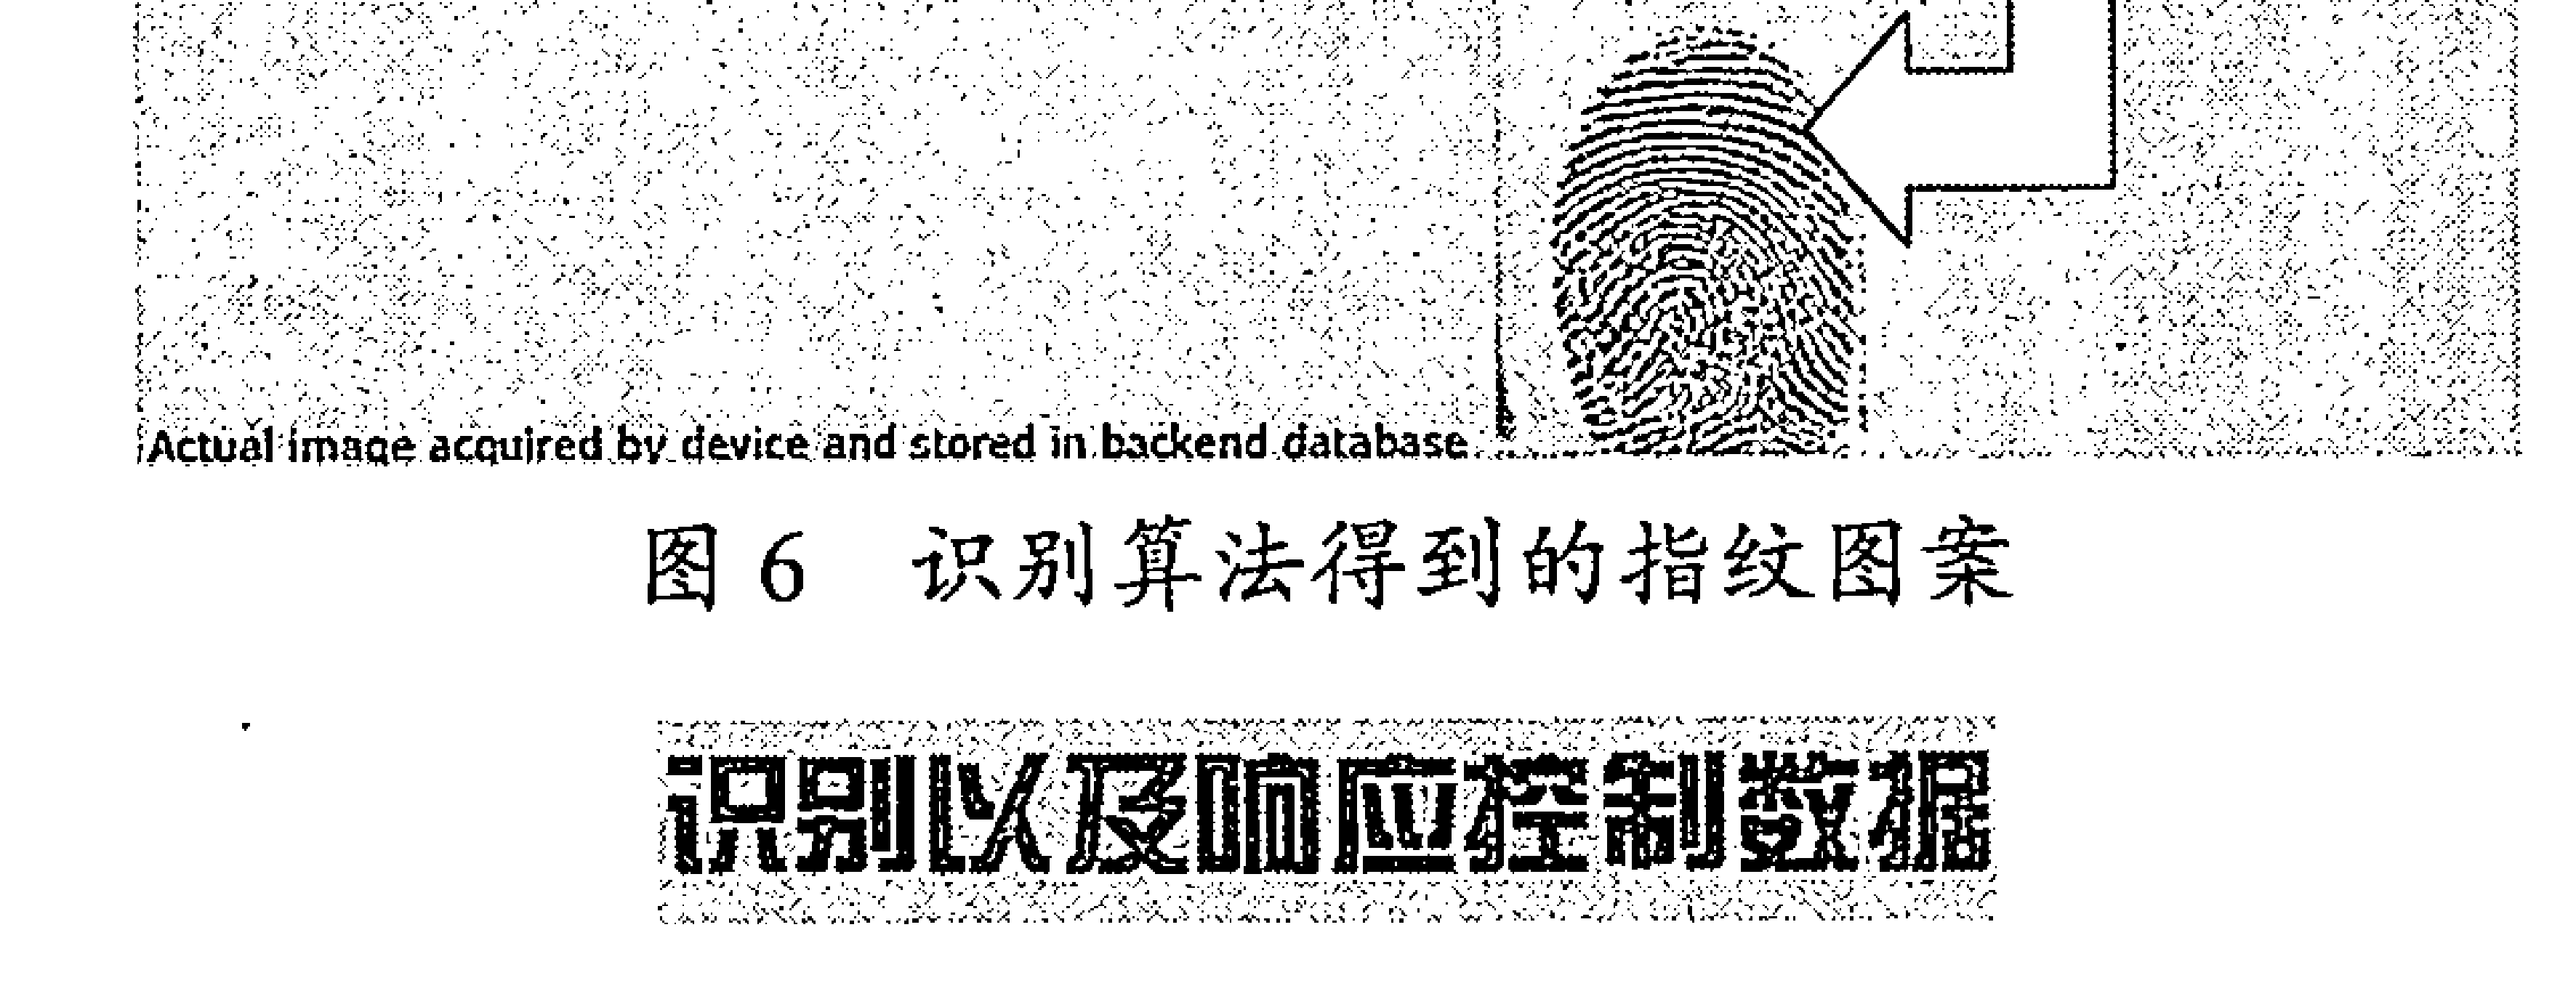 Actual image acquired by device and stored in backend database
图 6 识别算法得到的指纹图案
识别以及响应控制数据